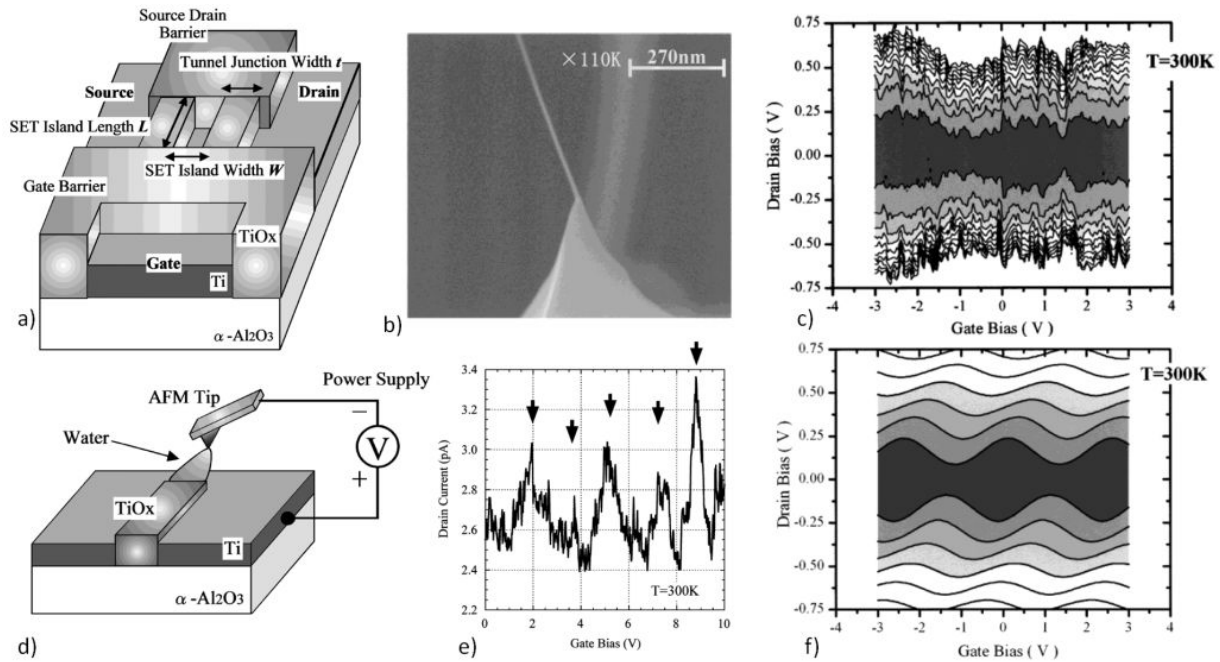 a)
Source Drain
Barrier
Tunnel Junction Width t
Source
Drain
SET Island Length L
SET Island Width W
Gate Barrier
TiOx
Gate
Ti
α-Al2O3
b)
×110K
270nm
c)
T=300K
Drain Bias ( V )
0.75
0.50
0.25
0.00
-0.25
-0.50
-0.75
-4 -3 -2 -1 0 1 2 3 4
Gate Bias ( V )
d)
AFM Tip
Power Supply
Water
−
V
+
TiOx
Ti
α-Al2O3
e)
Drain Current (pA)
3.4
3.2
3.0
2.8
2.6
2.4
2.2
T=300K
0 2 4 6 8 10
Gate Bias (V)
f)
T=300K
Drain Bias ( V )
0.75
0.50
0.25
0.00
-0.25
-0.50
-0.75
-4 -3 -2 -1 0 1 2 3 4
Gate Bias ( V )